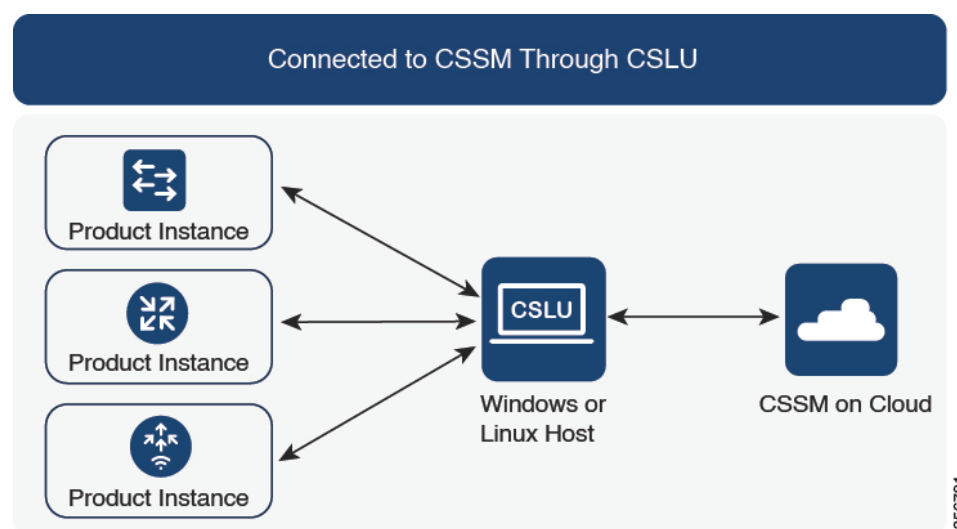 Connected to CSSM Through CSLU
Product Instance
Product Instance
Product Instance
CSLU
Windows or
Linux Host
CSSM on Cloud